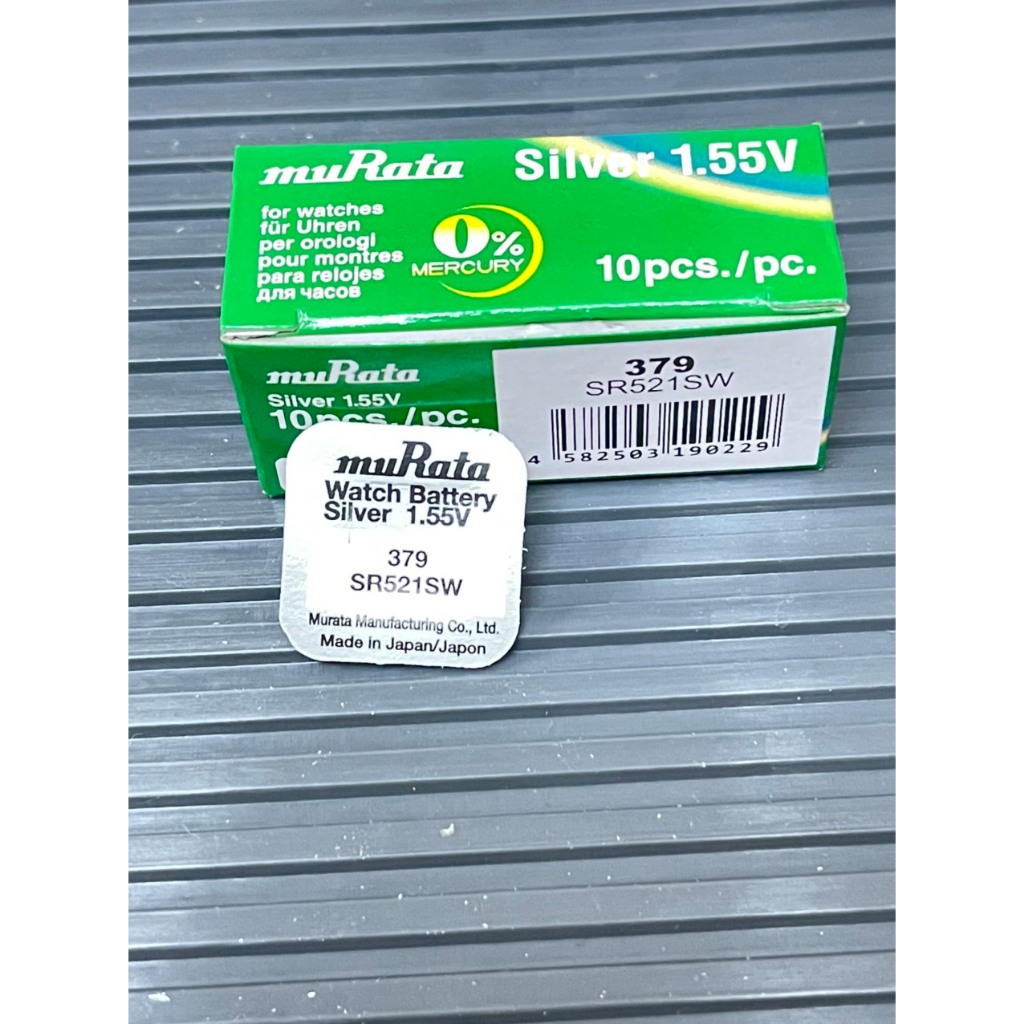 muRata
Silver 1.55V
for watches
für Uhren
per orologi
pour montres
para relojes
для часов
0%
MERCURY
10pcs./pc.
muRata
Silver 1.55V
10pcs./pc.
379
SR521SW
4 582503 190229
muRata
Watch Battery
Silver 1.55V
379
SR521SW
Murata Manufacturing Co., Ltd.
Made in Japan/Japon